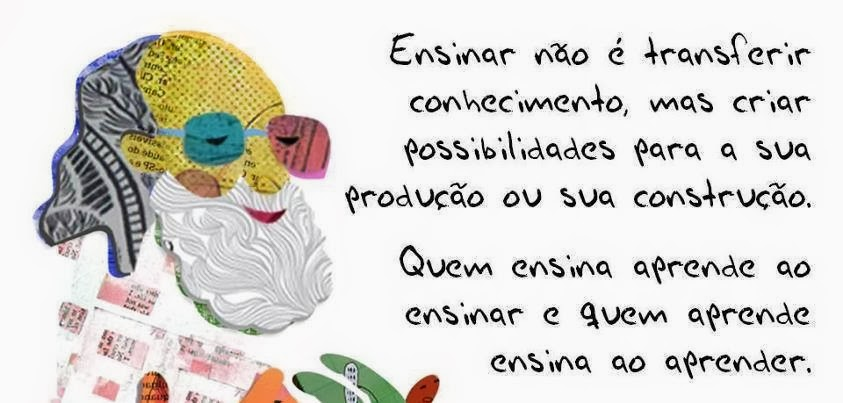 Ensinar não é transferir
conhecimento, mas criar
possibilidades para a sua
produção ou sua construção.
Quem ensina aprende ao
ensinar e quem aprende
ensina ao aprender.